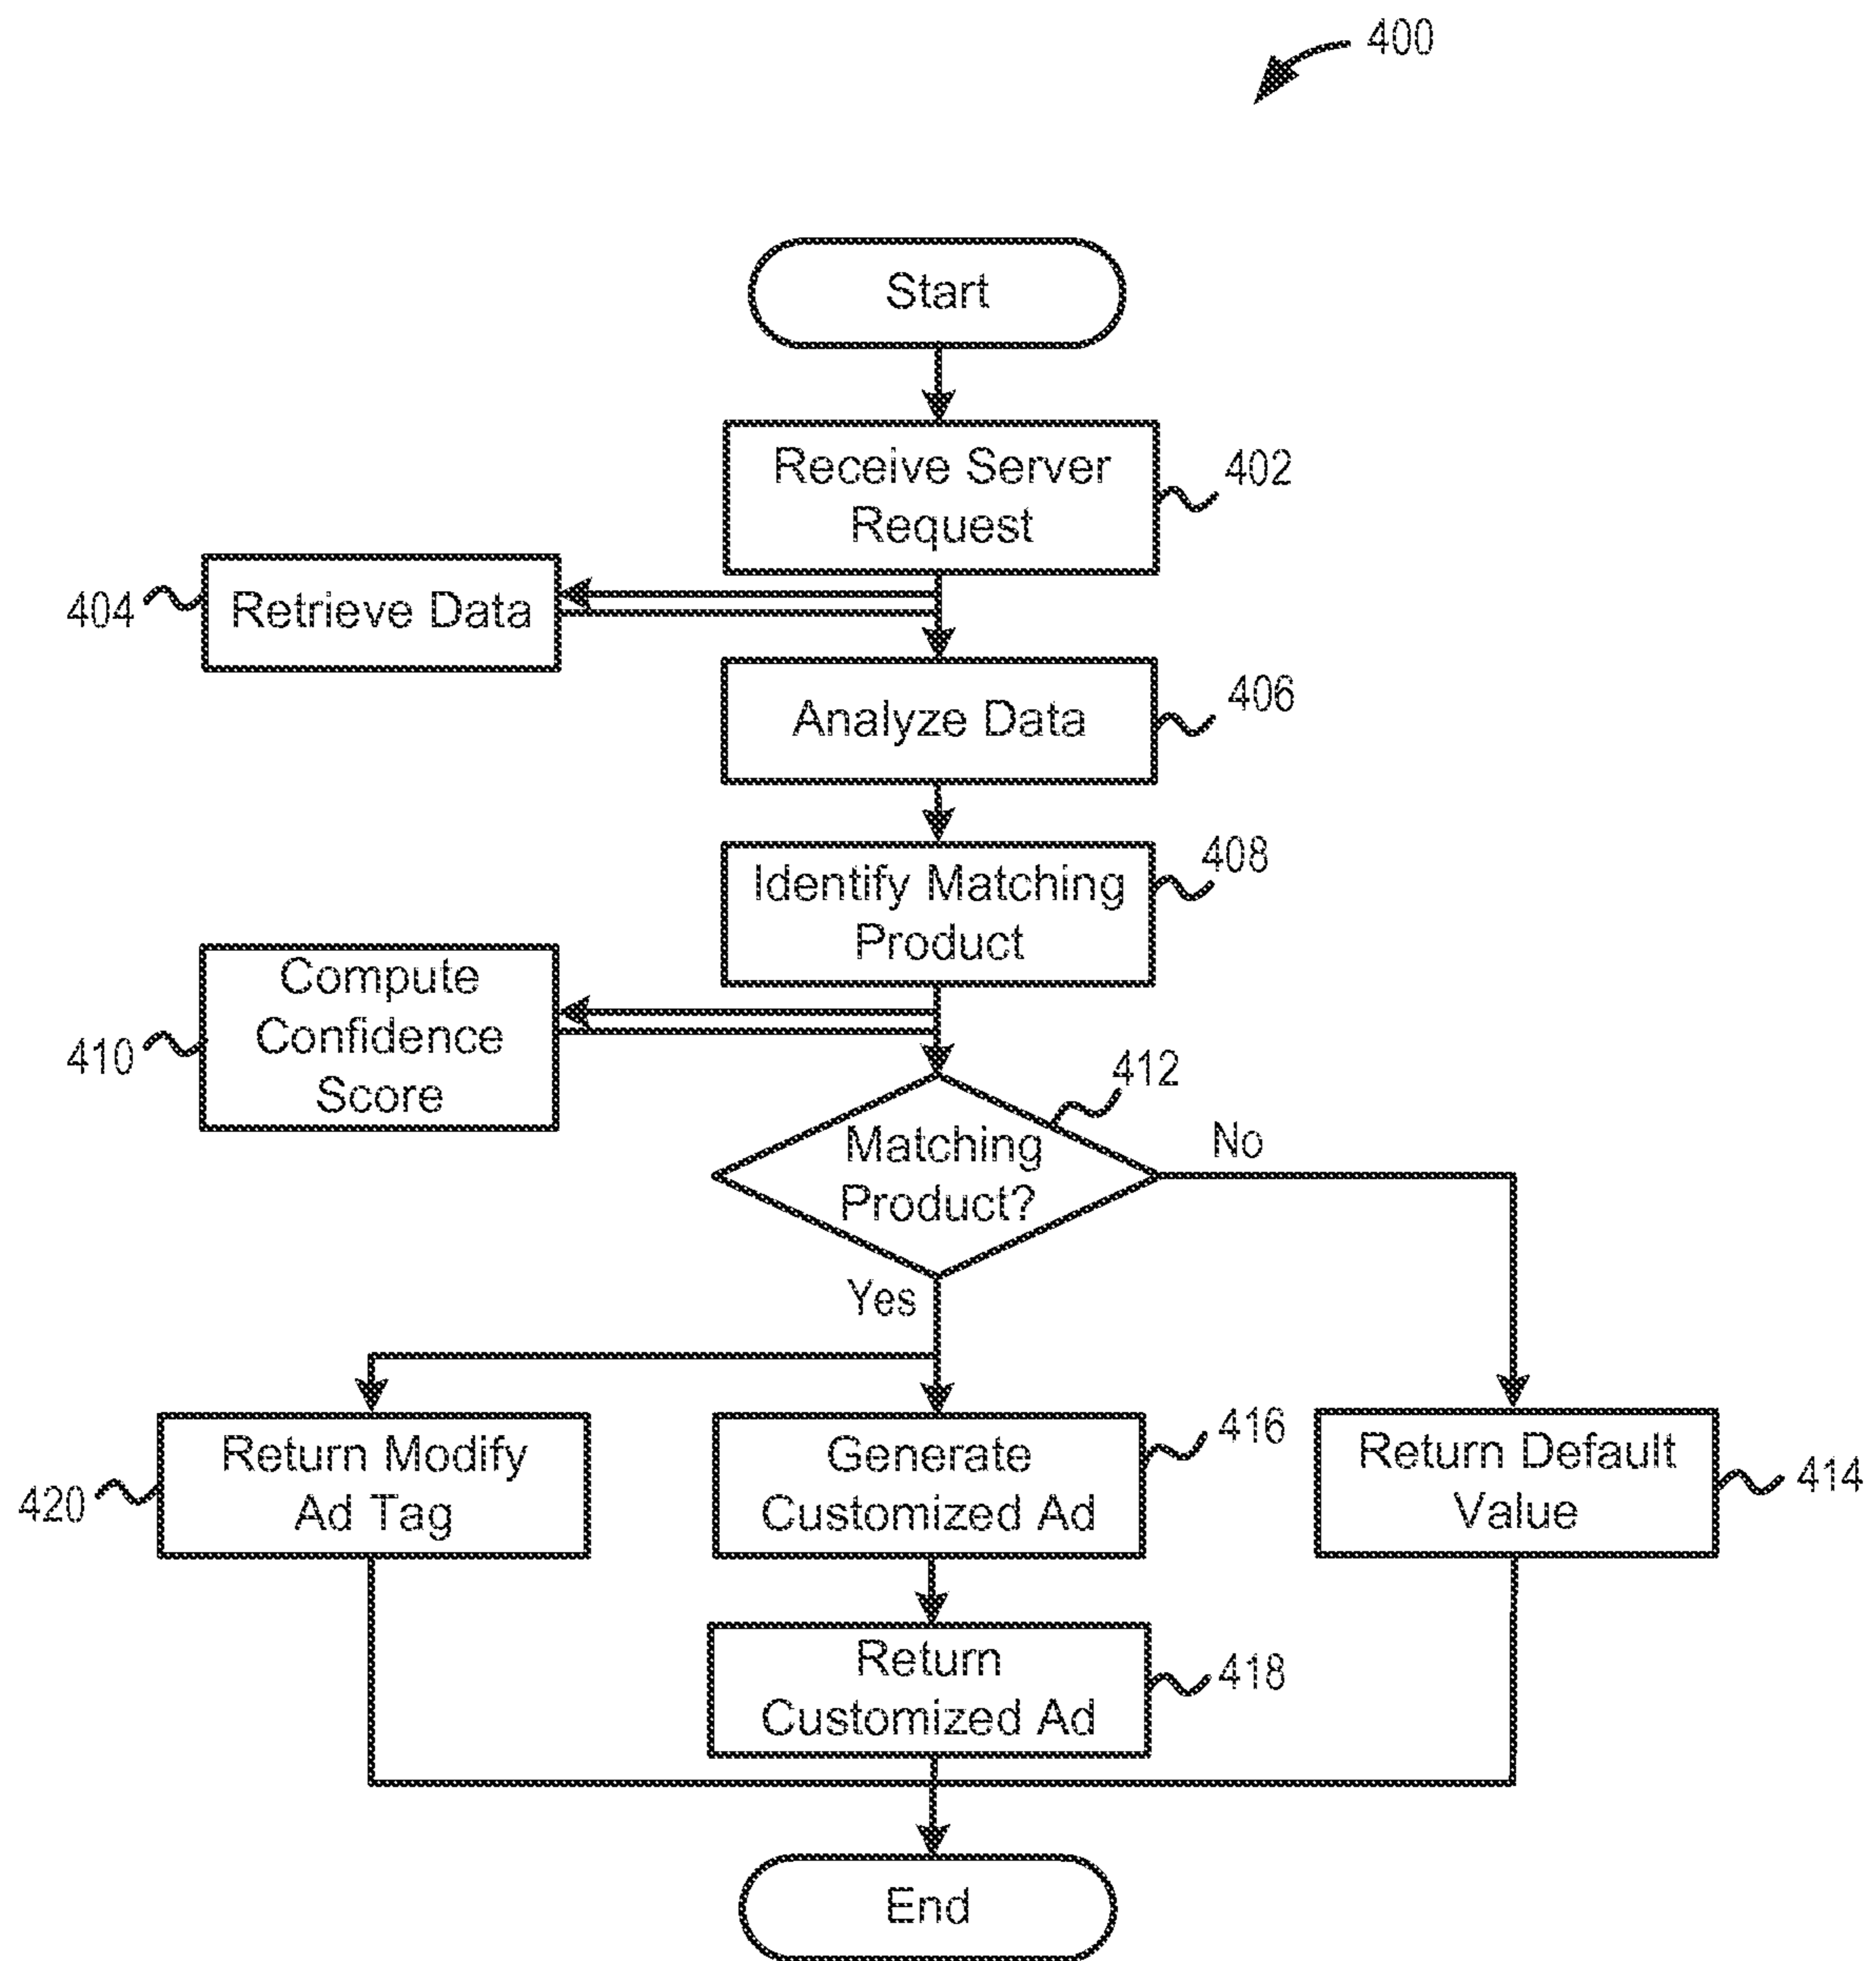 400
Start
Receive Server
Request
402
404
Retrieve Data
Analyze Data
406
Identify Matching
Product
408
Compute
Confidence
Score
410
412
Matching
Product?
No
Yes
Return Modify
Ad Tag
420
Generate
Customized Ad
416
Return Default
Value
414
Return
Customized Ad
418
End